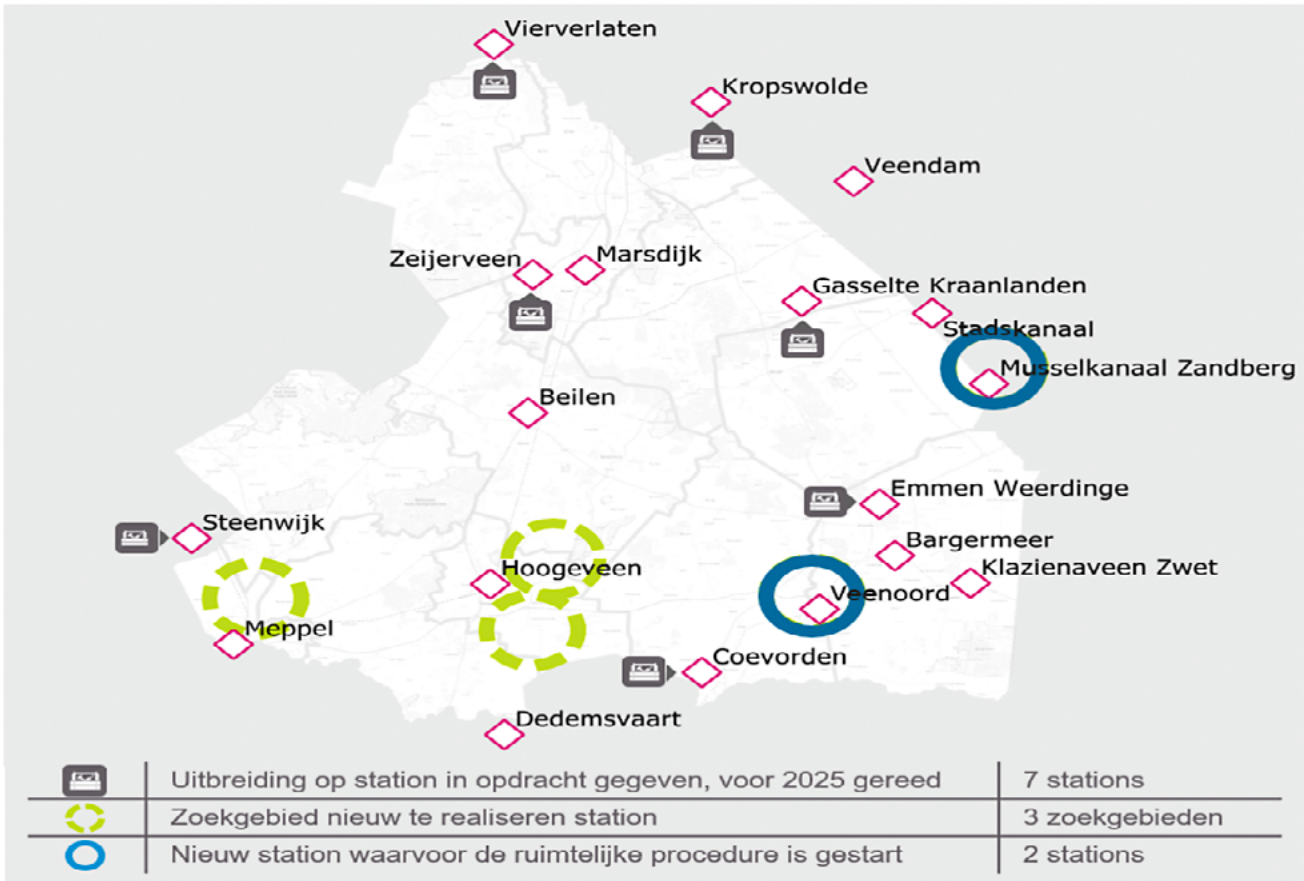 Vierverlaten
Kropswolde
Veendam
Zeijerveen
Marsdijk
Gasselte Kraanlanden
Stadskanaal
Musselkanaal Zandberg
Beilen
Emmen Weerdinge
Steenwijk
Bargermeer
Hoogeveen
Klazienaveen Zwet
Veenoord
Meppel
Coevorden
Dedemsvaart
Uitbreiding op station in opdracht gegeven, voor 2025 gereed 7 stations
Zoekgebied nieuw te realiseren station 3 zoekgebieden
Nieuw station waarvoor de ruimtelijke procedure is gestart 2 stations